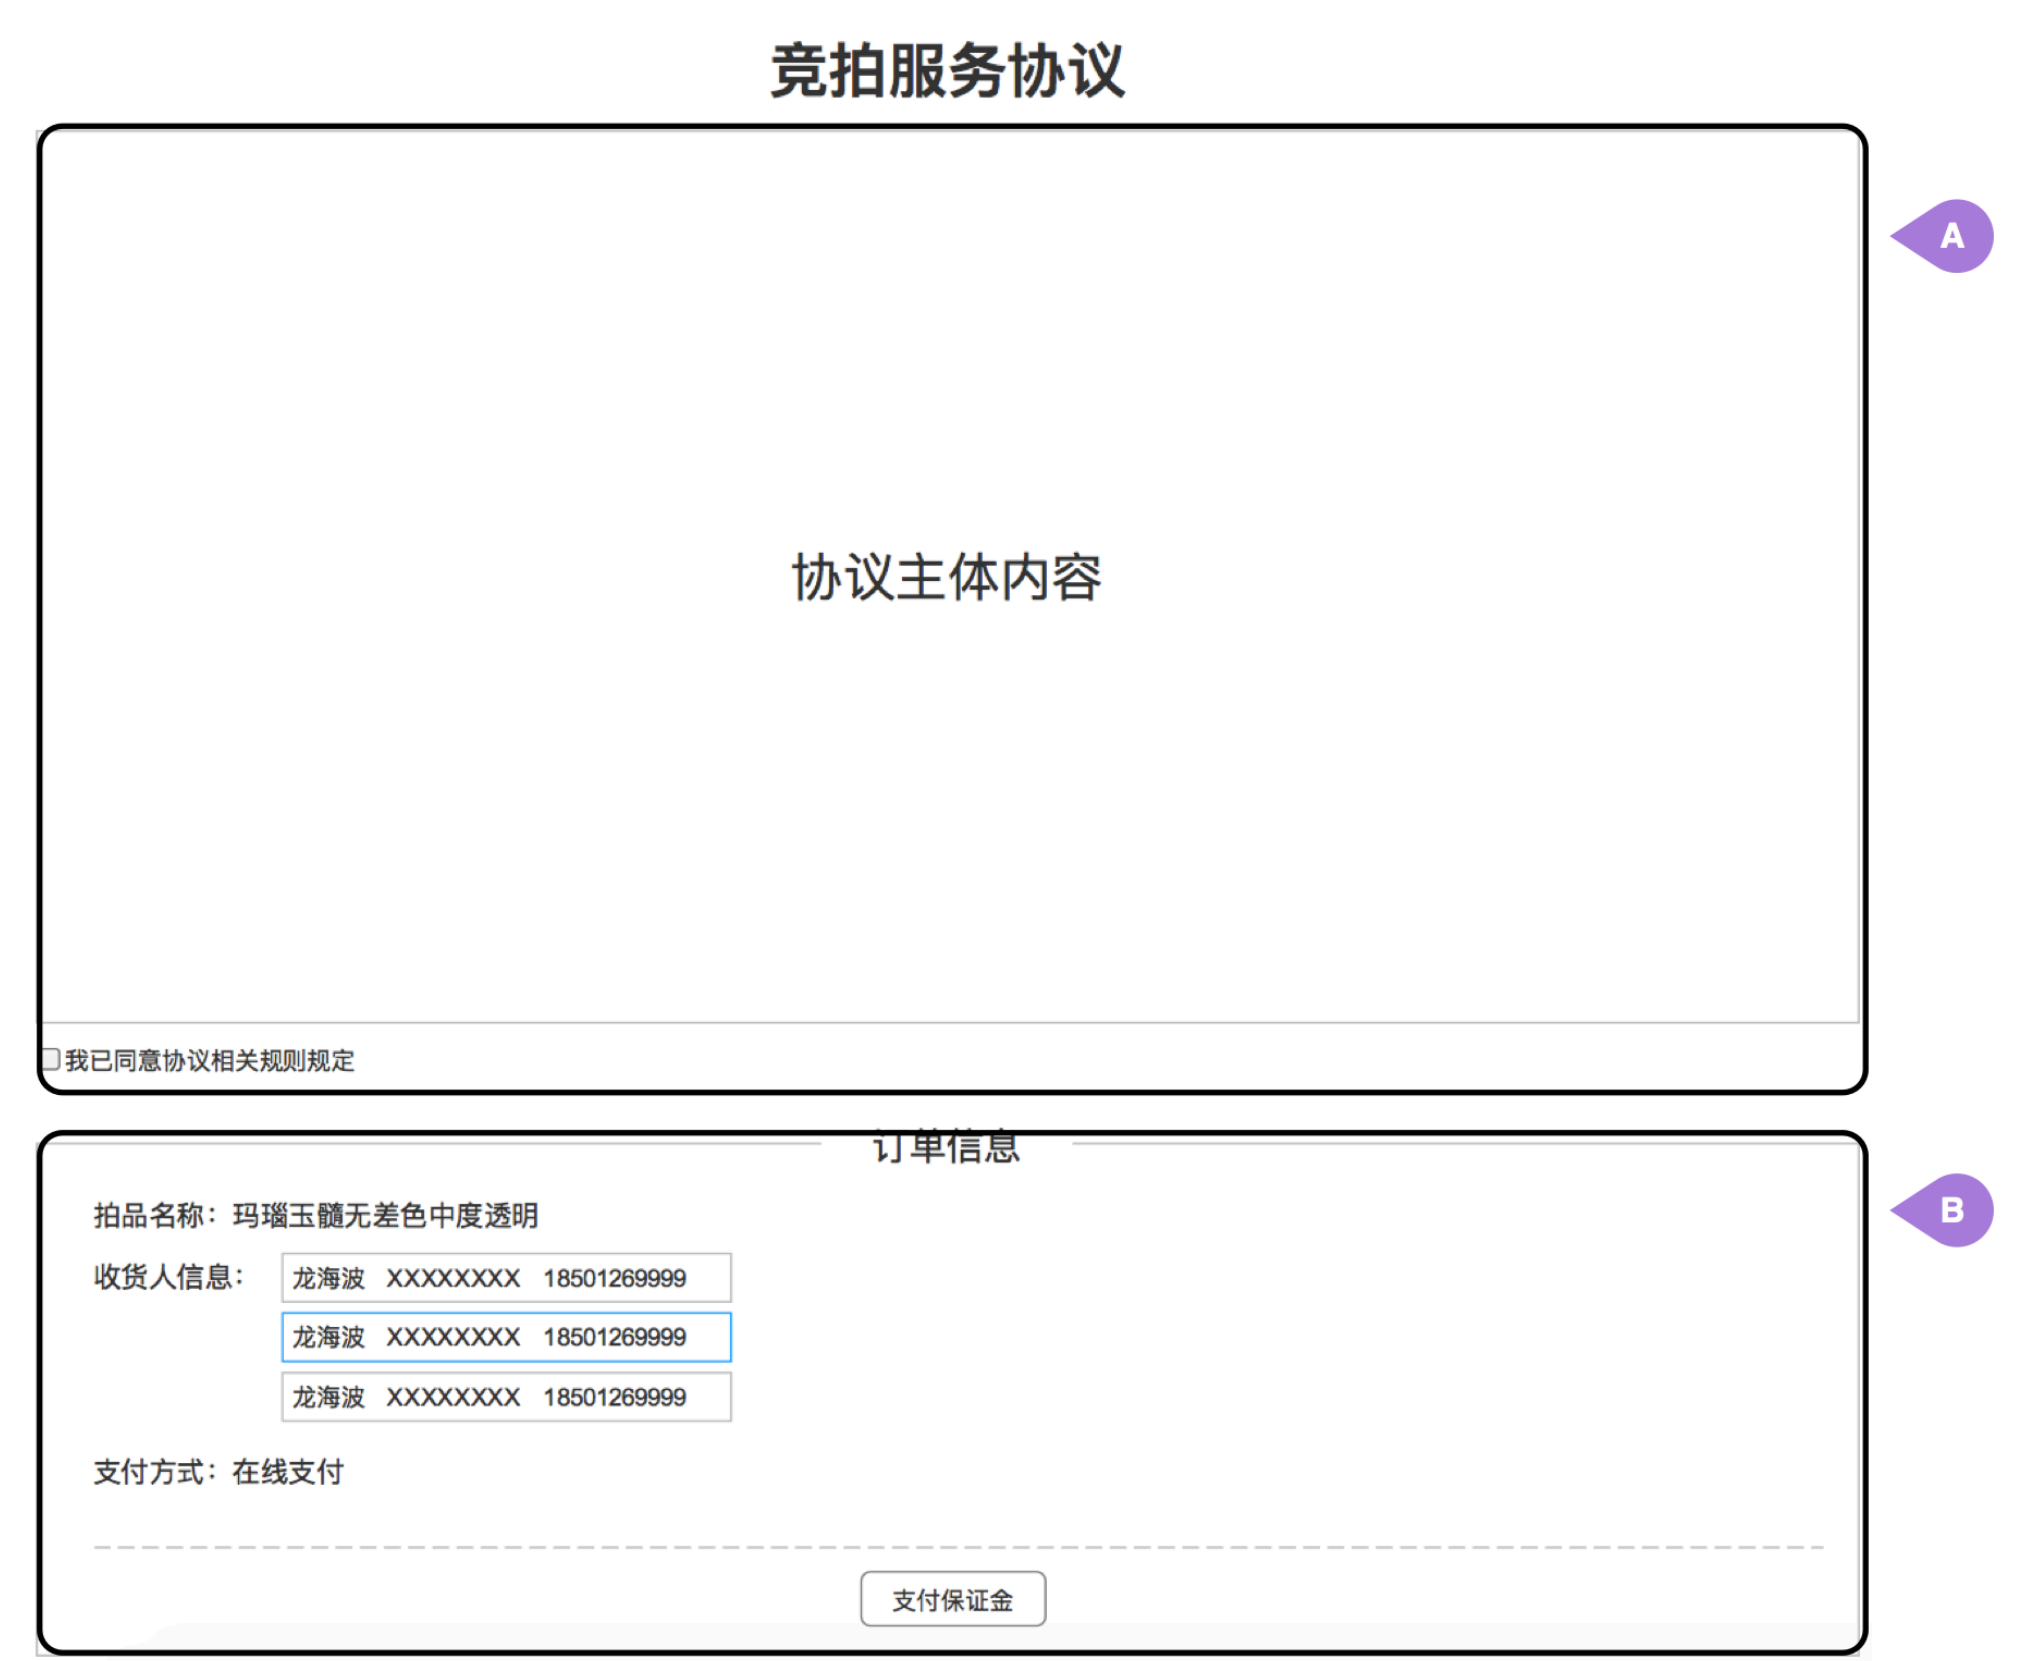 竞拍服务协议
A
协议主体内容
我已同意协议相关规则规定
订单信息
B
拍品名称：玛瑙玉髓无差色中度透明
收货人信息： 龙海波 XXXXXXXX 18501269999
龙海波 XXXXXXXX 18501269999
龙海波 XXXXXXXX 18501269999
支付方式：在线支付
支付保证金